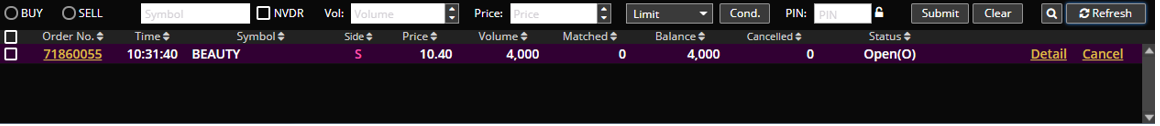 BUY SELL Symbol NVDR Vol: Volume Price: Price Limit Cond. PIN: PIN Submit Clear Refresh
Order No. Time Symbol Side Price Volume Matched Balance Cancelled Status
71860055 10:31:40 BEAUTY S 10.40 4,000 0 4,000 0 Open(O) Detail Cancel